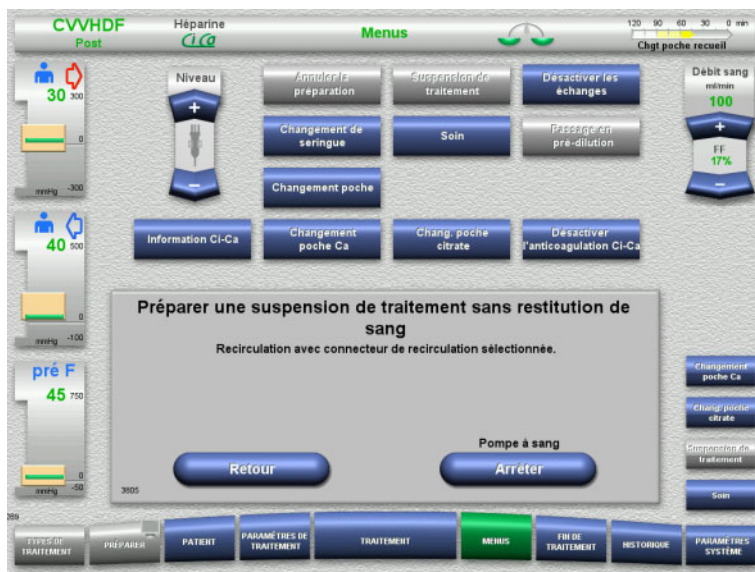 CVVHDF
Post
Héparine
Ci Ca
Menus
120 90 60 30 0 min
Chgt poche recueil
30 300
0
mmHg -300
40 500
0
mmHg -100
pré F
45 750
0
mmHg -50
Niveau
+
−
Annuler la préparation
Suspension de traitement
Désactiver les échanges
Changement de seringue
Soin
Passage en pré-dilution
Changement poche
Information Ci-Ca
Changement poche Ca
Chang. poche citrate
Désactiver l'anticoagulation Ci-Ca
Débit sang
ml/min
100
+
FF
17%
−
Préparer une suspension de traitement sans restitution de
sang
Recirculation avec connecteur de recirculation sélectionnée.
Pompe à sang
Retour
Arrêter
3805
Changement poche Ca
Chang. poche citrate
Suspension de traitement
Soin
TYPES DE TRAITEMENT
PRÉPARER
PATIENT
PARAMÈTRES DE TRAITEMENT
TRAITEMENT
MENUS
FIN DE TRAITEMENT
HISTORIQUE
PARAMÈTRES SYSTÈME